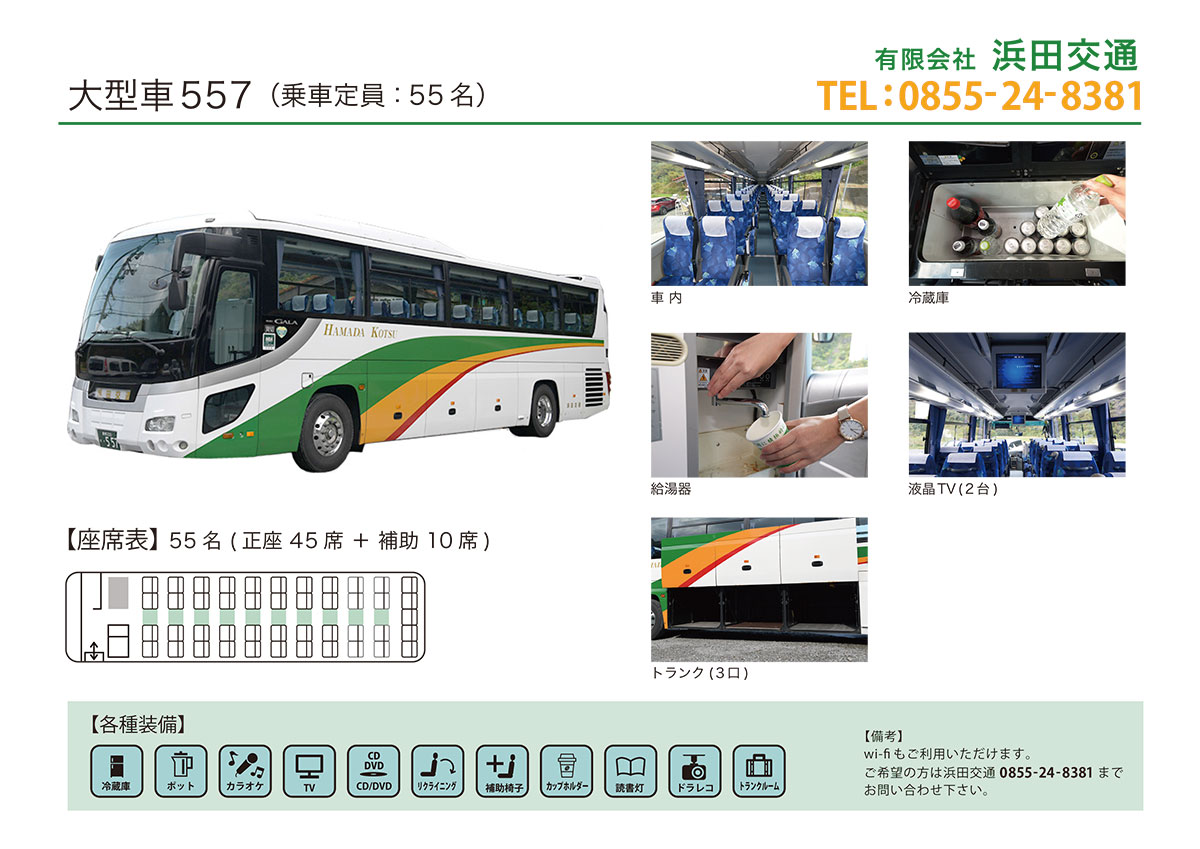 有限会社 浜田交通
大型車557（乗車定員：55名）
TEL：0855-24-8381
GALA
HAMADA KOTSU
557
車 内
冷蔵庫
給湯器
液晶TV(2台)
トランク(3口)
【座席表】55名(正座 45席 ＋ 補助 10席)
【各種装備】
冷蔵庫
ポット
カラオケ
TV
CD
DVD
CD/DVD
リクライニング
補助椅子
カップホルダー
読書灯
ドラレコ
トランクルーム
【備考】
wi-fiもご利用いただけます。
ご希望の方は浜田交通 0855-24-8381 まで
お問い合わせ下さい。